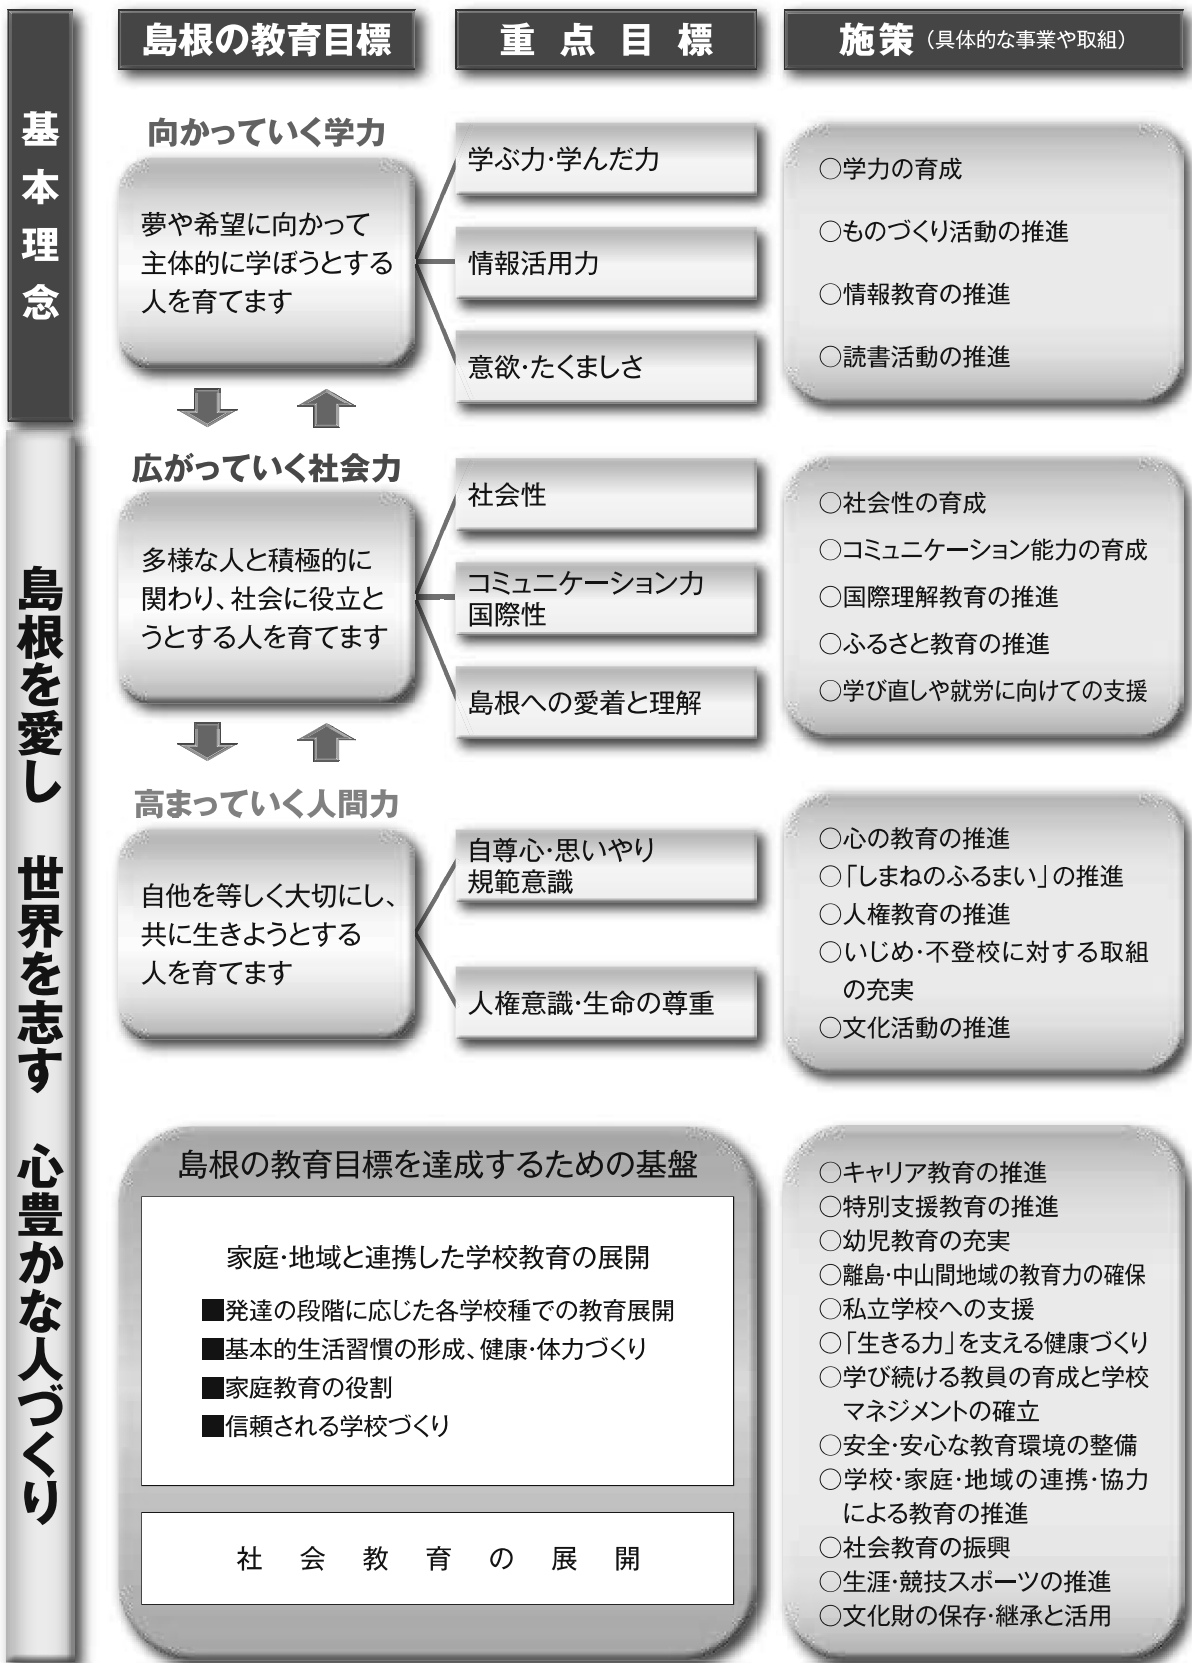 基本理念
島根を愛し 世界を志す 心豊かな人づくり
島根の教育目標
重点目標
施策（具体的な事業や取組）
向かっていく学力
夢や希望に向かって
主体的に学ぼうとする
人を育てます
学ぶ力・学んだ力
情報活用力
意欲・たくましさ
○学力の育成
○ものづくり活動の推進
○情報教育の推進
○読書活動の推進
広がっていく社会力
多様な人と積極的に
関わり、社会に役立と
うとする人を育てます
社会性
コミュニケーション力
国際性
島根への愛着と理解
○社会性の育成
○コミュニケーション能力の育成
○国際理解教育の推進
○ふるさと教育の推進
○学び直しや就労に向けての支援
高まっていく人間力
自他を等しく大切にし、
共に生きようとする
人を育てます
自尊心・思いやり
規範意識
人権意識・生命の尊重
○心の教育の推進
○「しまねのふるまい」の推進
○人権教育の推進
○いじめ・不登校に対する取組
の充実
○文化活動の推進
島根の教育目標を達成するための基盤
家庭・地域と連携した学校教育の展開
■発達の段階に応じた各学校種での教育展開
■基本的生活習慣の形成、健康・体力づくり
■家庭教育の役割
■信頼される学校づくり
社会教育の展開
○キャリア教育の推進
○特別支援教育の推進
○幼児教育の充実
○離島・中山間地域の教育力の確保
○私立学校への支援
○「生きる力」を支える健康づくり
○学び続ける教員の育成と学校
マネジメントの確立
○安全・安心な教育環境の整備
○学校・家庭・地域の連携・協力
による教育の推進
○社会教育の振興
○生涯・競技スポーツの推進
○文化財の保存・継承と活用